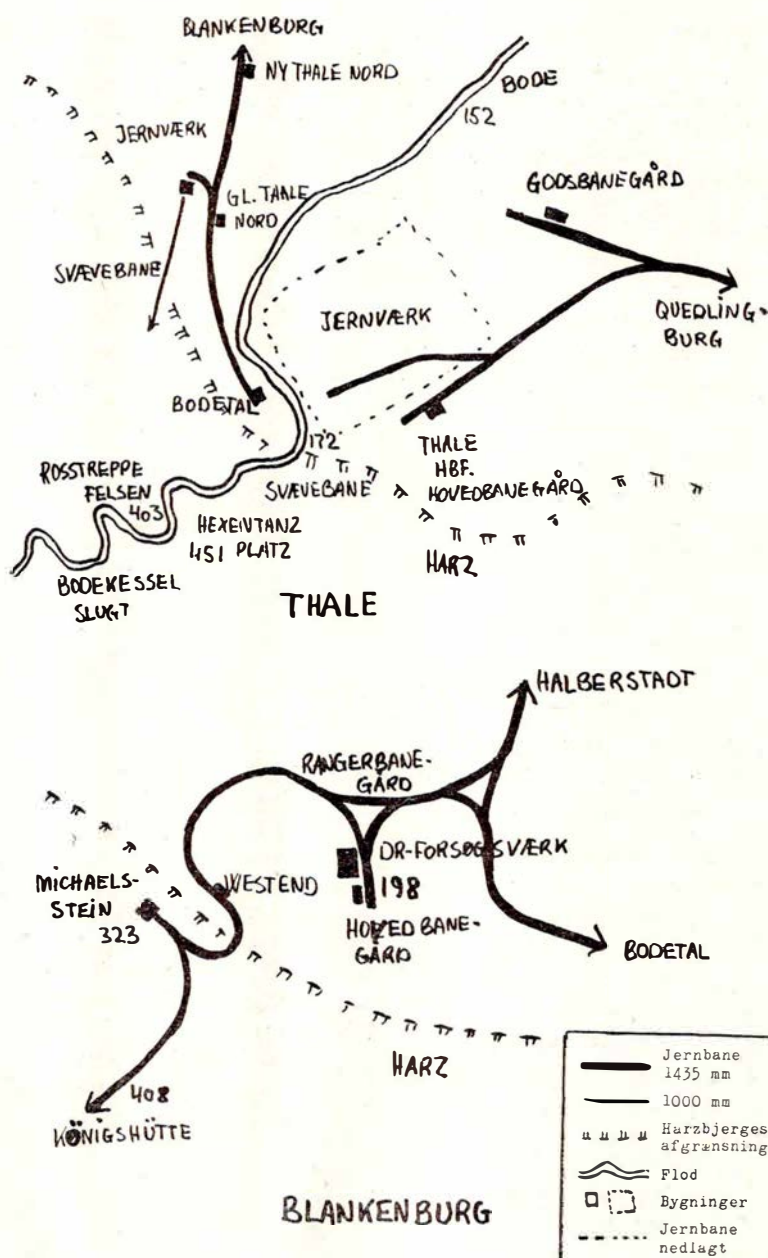 BLANKENBURG
NY THALE NORD
BODE
152
JERNVÆRK
GODSBANEGÅRD
GL. THALE
NORD
SVÆVEBANE
JERNVÆRK
QUEDLING-
BURG
BODETAL
172
THALE
HBF.
HOVEDBANEGÅRD
SVÆVEBANE
ROSSTREPPE
FELSEN
403
HEXENTANZ
451 PLATZ
HARZ
BODEKESSEL
SLUGT
THALE
HALBERSTADT
RANGERBANE-
GÅRD
DR-FORSØGSVÆRK
MICHAELS-
STEIN
323
WESTEND
198
HOVEDBANE-
GÅRD
BODETAL
HARZ
408
KÖNIGSHÜTTE
BLANKENBURG
Jernbane
1435 mm
1000 mm
Harzbjerges
afgrænsning
Flod
Bygninger
Jernbane
nedlagt